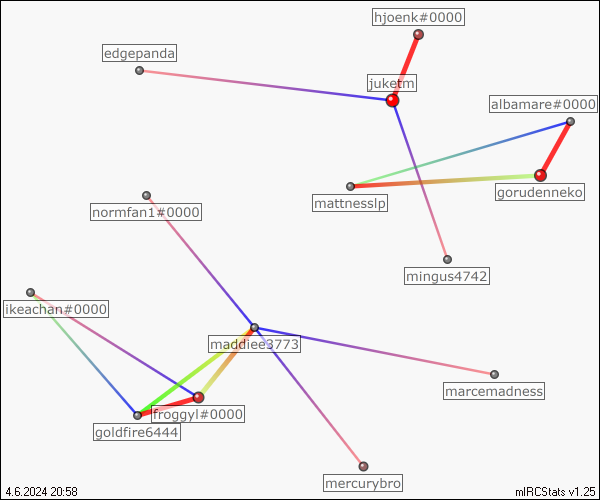 hjoenk#0000
edgepanda
juketm
albamare#0000
gorudenneko
mattnesslp
normfan1#0000
mingus4742
ikeachan#0000
maddiee3773
marcemadness
froggyl#0000
goldfire6444
mercurybro
4.6.2024 20:58
mIRCStats v1.25